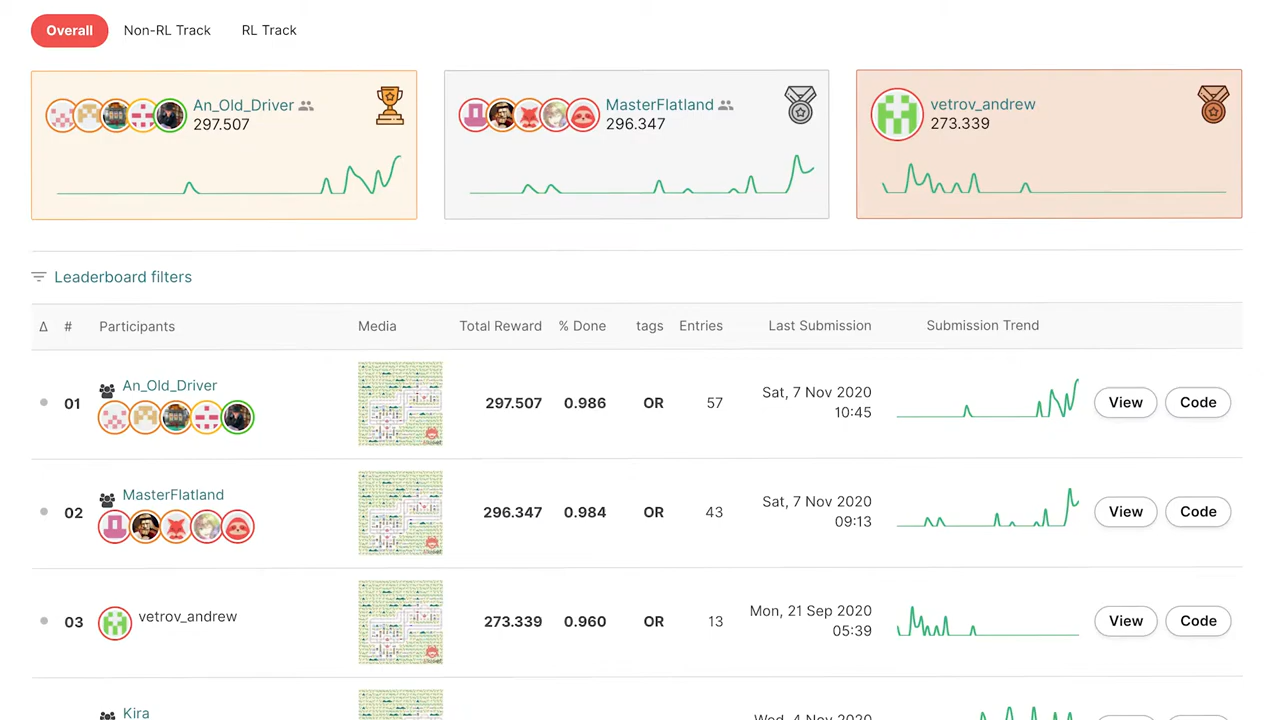 Overall Non-RL Track RL Track
An_Old_Driver
297.507
MasterFlatland
296.347
vetrov_andrew
273.339
Leaderboard filters
Δ # Participants Media Total Reward % Done tags Entries Last Submission Submission Trend
An_Old_Driver
01 297.507 0.986 OR 57 Sat, 7 Nov 2020 10:45 View Code
MasterFlatland
02 296.347 0.984 OR 43 Sat, 7 Nov 2020 09:13 View Code
vetrov_andrew
03 273.339 0.960 OR 13 Mon, 21 Sep 2020 05:39 View Code
Kira Wed, 4 Nov 2020